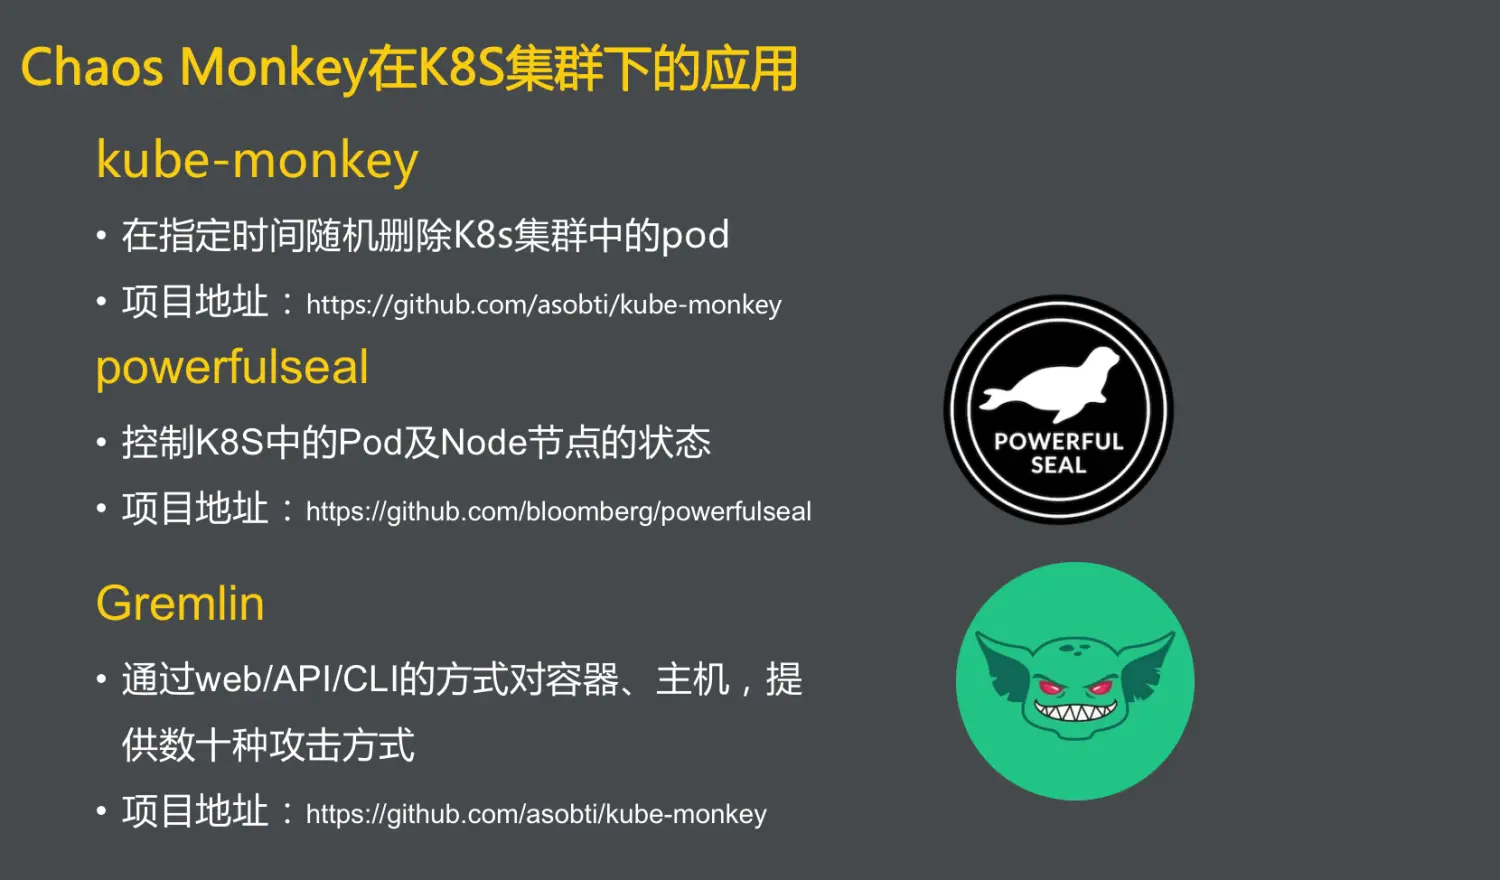 Chaos Monkey在K8S集群下的应用
kube-monkey
• 在指定时间随机删除K8s集群中的pod
• 项目地址：https://github.com/asobti/kube-monkey
powerfulseal
• 控制K8S中的Pod及Node节点的状态
• 项目地址：https://github.com/bloomberg/powerfulseal
POWERFUL
SEAL
Gremlin
• 通过web/API/CLI的方式对容器、主机，提
供数十种攻击方式
• 项目地址：https://github.com/asobti/kube-monkey